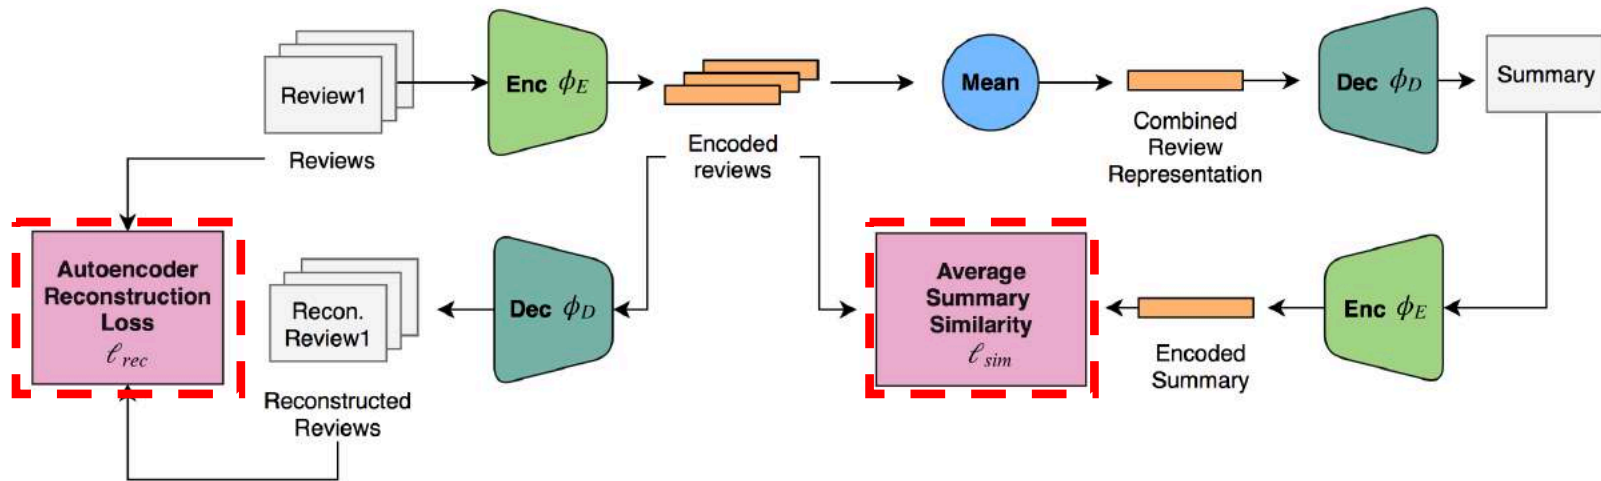 Review1
Reviews
Enc ϕE
Encoded
reviews
Mean
Combined
Review
Representation
Dec ϕD
Summary
Autoencoder
Reconstruction
Loss
ℓrec
Recon.
Review1
Reconstructed
Reviews
Dec ϕD
Average
Summary
Similarity
ℓsim
Encoded
Summary
Enc ϕE